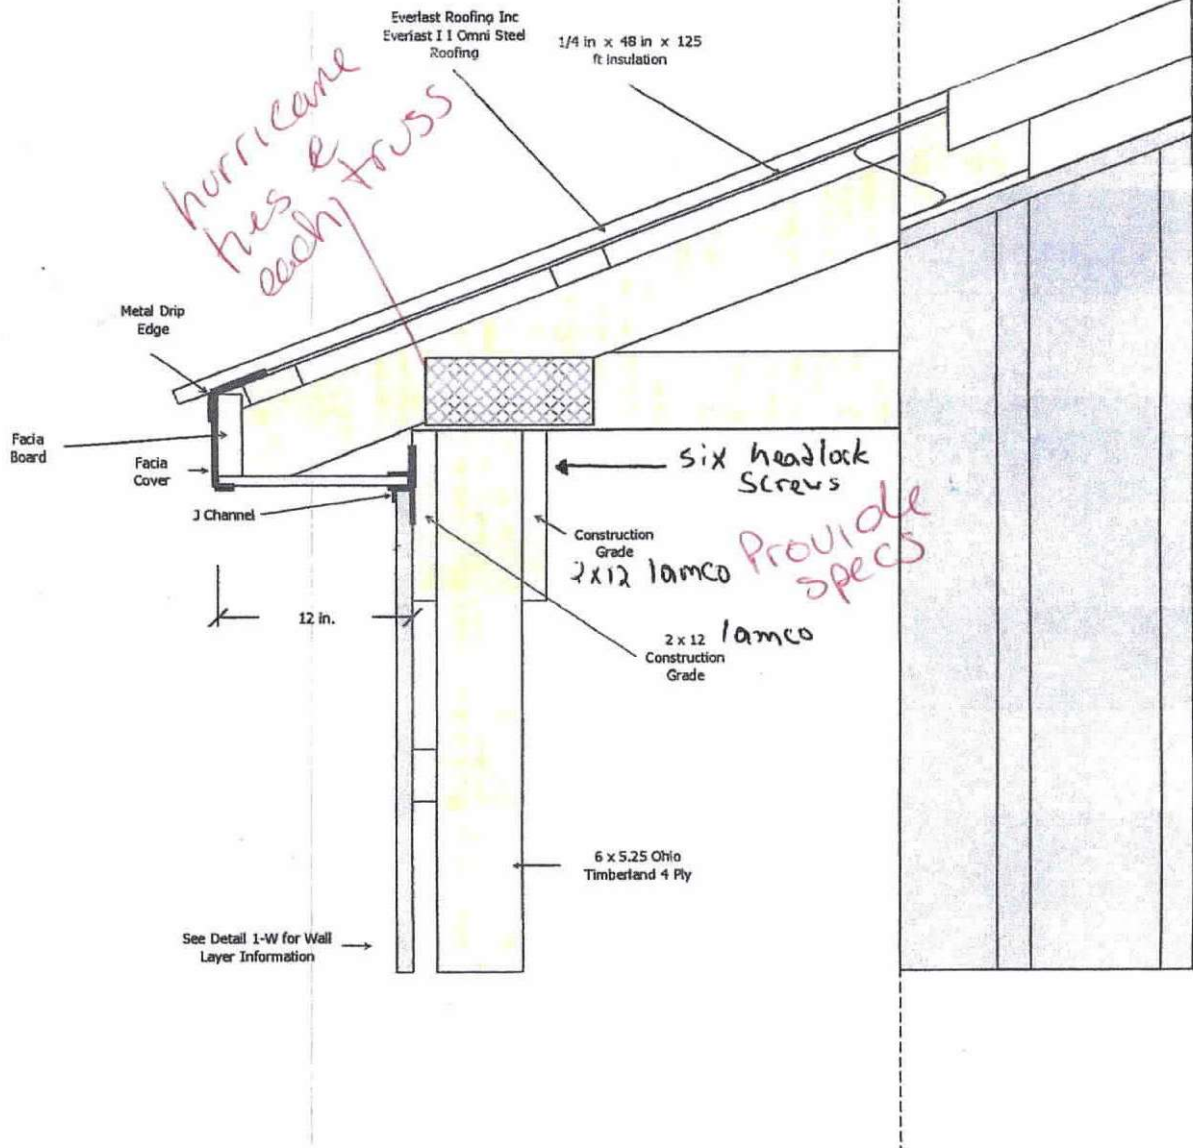 Everlast Roofing Inc
Everlast I I Omni Steel
Roofing
1/4 in x 48 in x 125
ft Insulation
hurricane
ties @
each truss
Metal Drip
Edge
Facia
Board
Facia
Cover
J Channel
six headlock
screws
Construction
Grade
2x12 lamco
Provide
specs
12 in.
2 x 12 lamco
Construction
Grade
6 x 5.25 Ohio
Timberland 4 Ply
See Detail 1-W for Wall
Layer Information